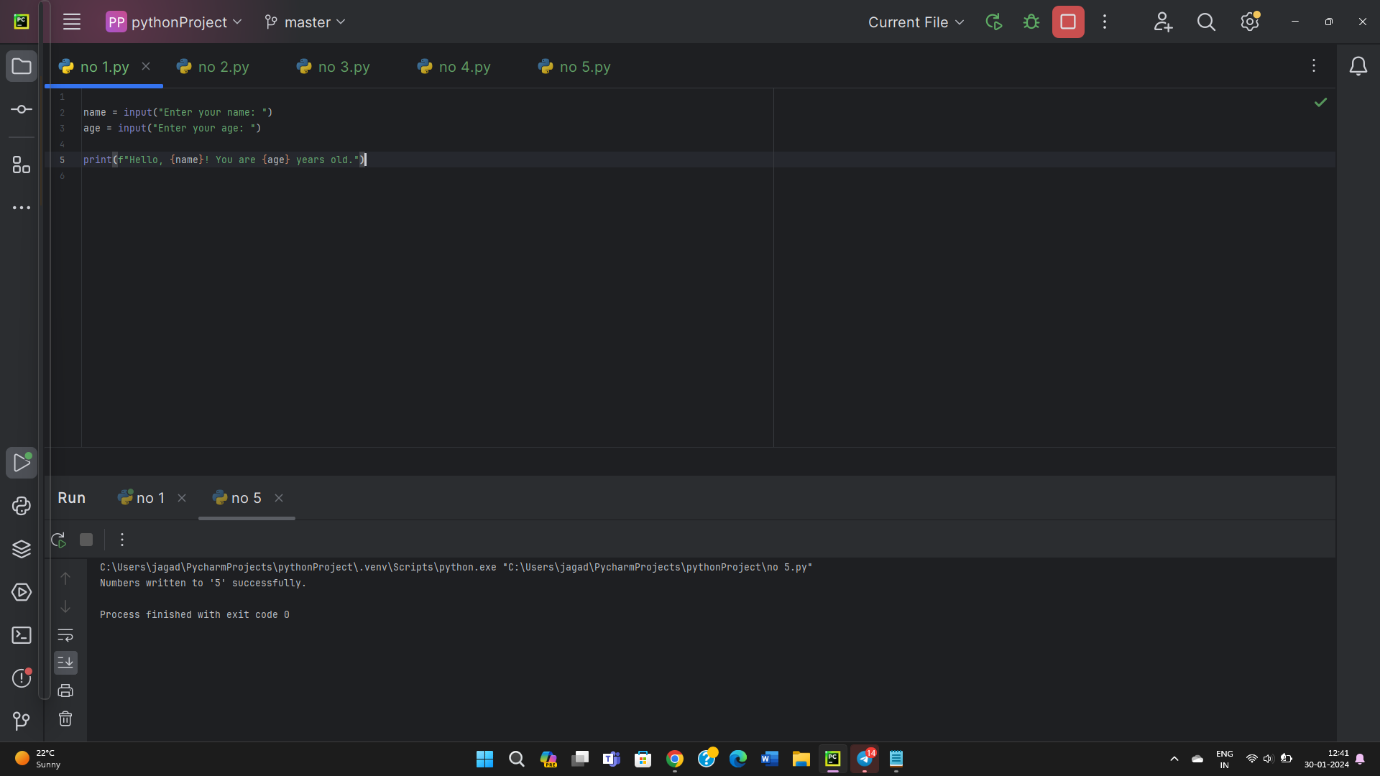 PP pythonProject master Current File
no 1.py no 2.py no 3.py no 4.py no 5.py
1
2 name = input("Enter your name: ")
3 age = input("Enter your age: ")
4
5 print(f"Hello, {name}! You are {age} years old.")
6
Run no 1 no 5
C:\Users\jagad\PycharmProjects\pythonProject\.venv\Scripts\python.exe "C:\Users\jagad\PycharmProjects\pythonProject\no 5.py"
Numbers written to '5' successfully.
Process finished with exit code 0
22°C
Sunny
14
ENG
IN
12:41
30-01-2024